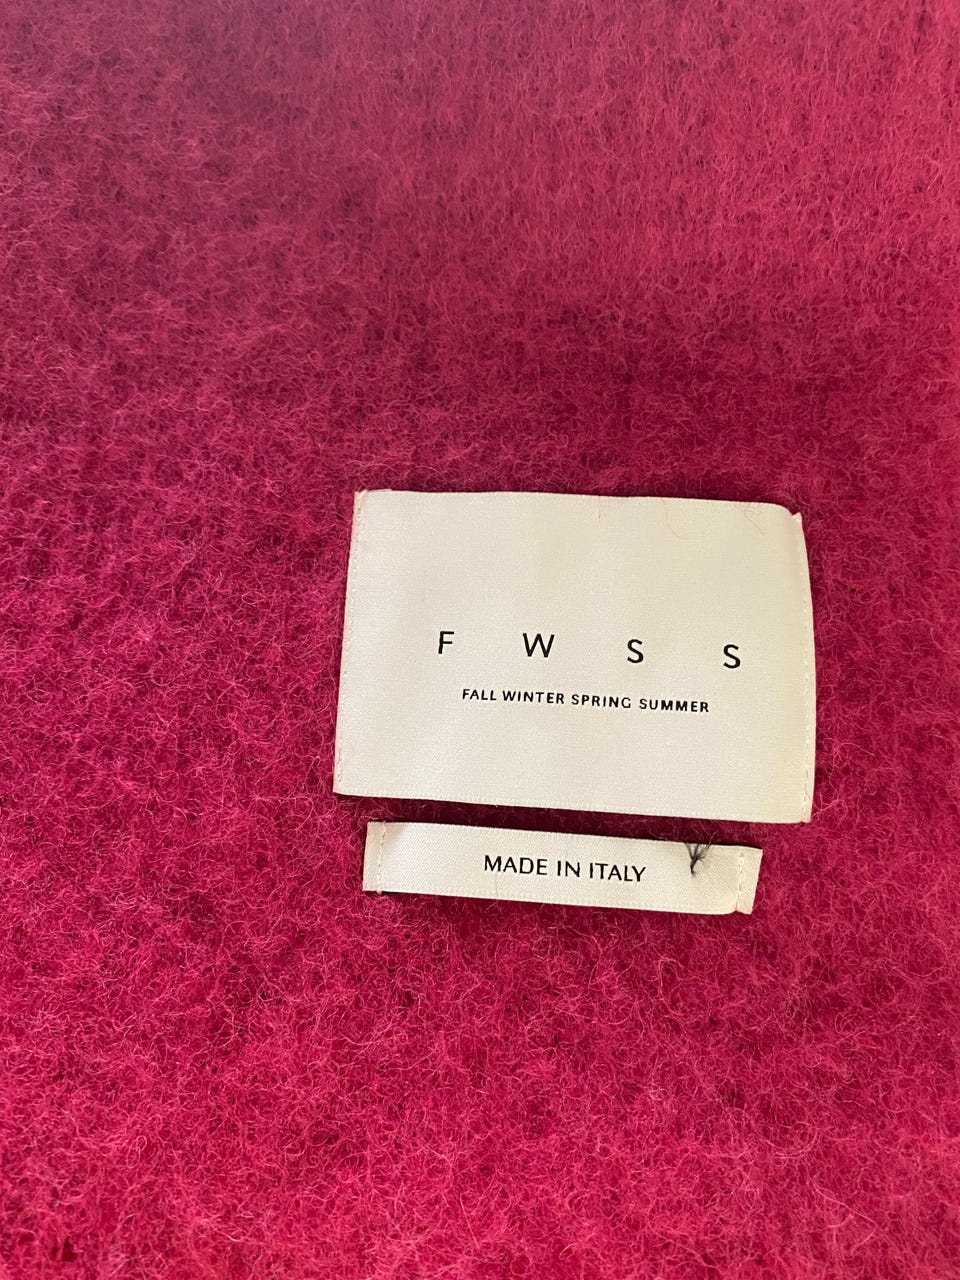 F W S S
FALL WINTER SPRING SUMMER
MADE IN ITALY